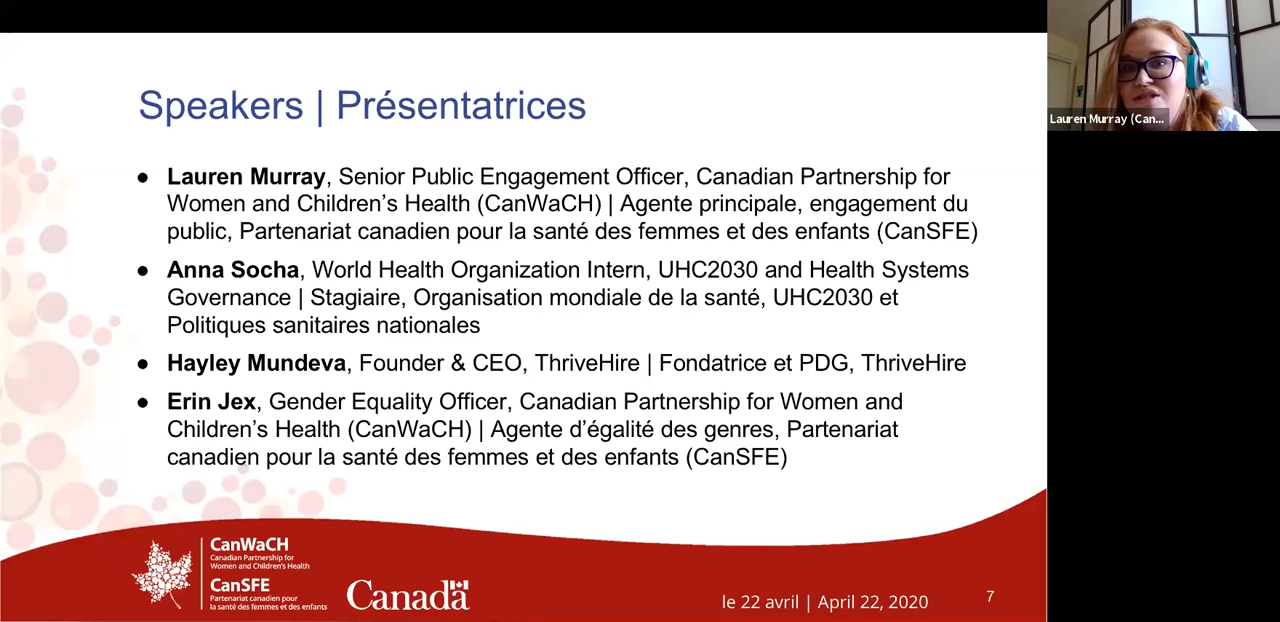 Speakers | Présentatrices
● Lauren Murray, Senior Public Engagement Officer, Canadian Partnership for
Women and Children’s Health (CanWaCH) | Agente principale, engagement du
public, Partenariat canadien pour la santé des femmes et des enfants (CanSFE)
● Anna Socha, World Health Organization Intern, UHC2030 and Health Systems
Governance | Stagiaire, Organisation mondiale de la santé, UHC2030 et
Politiques sanitaires nationales
● Hayley Mundeva, Founder & CEO, ThriveHire | Fondatrice et PDG, ThriveHire
● Erin Jex, Gender Equality Officer, Canadian Partnership for Women and
Children’s Health (CanWaCH) | Agente d’égalité des genres, Partenariat
canadien pour la santé des femmes et des enfants (CanSFE)
CanWaCH
Canadian Partnership for
Women and Children's Health
CanSFE
Partenariat canadien pour
la santé des femmes et des enfants
Canada
le 22 avril | April 22, 2020
7
Lauren Murray (Can...